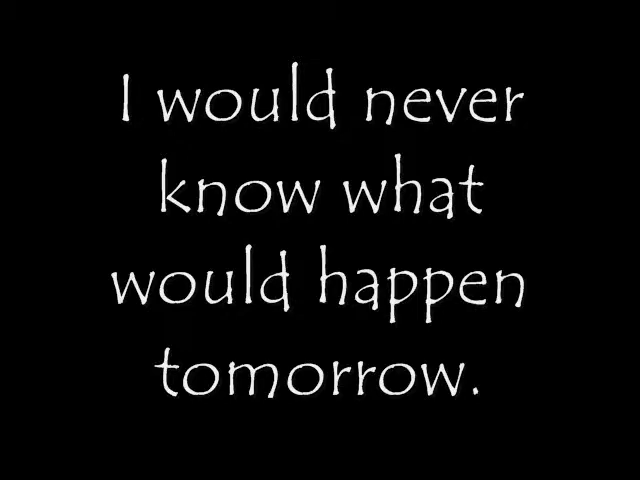 I would never
know what
would happen
tomorrow.